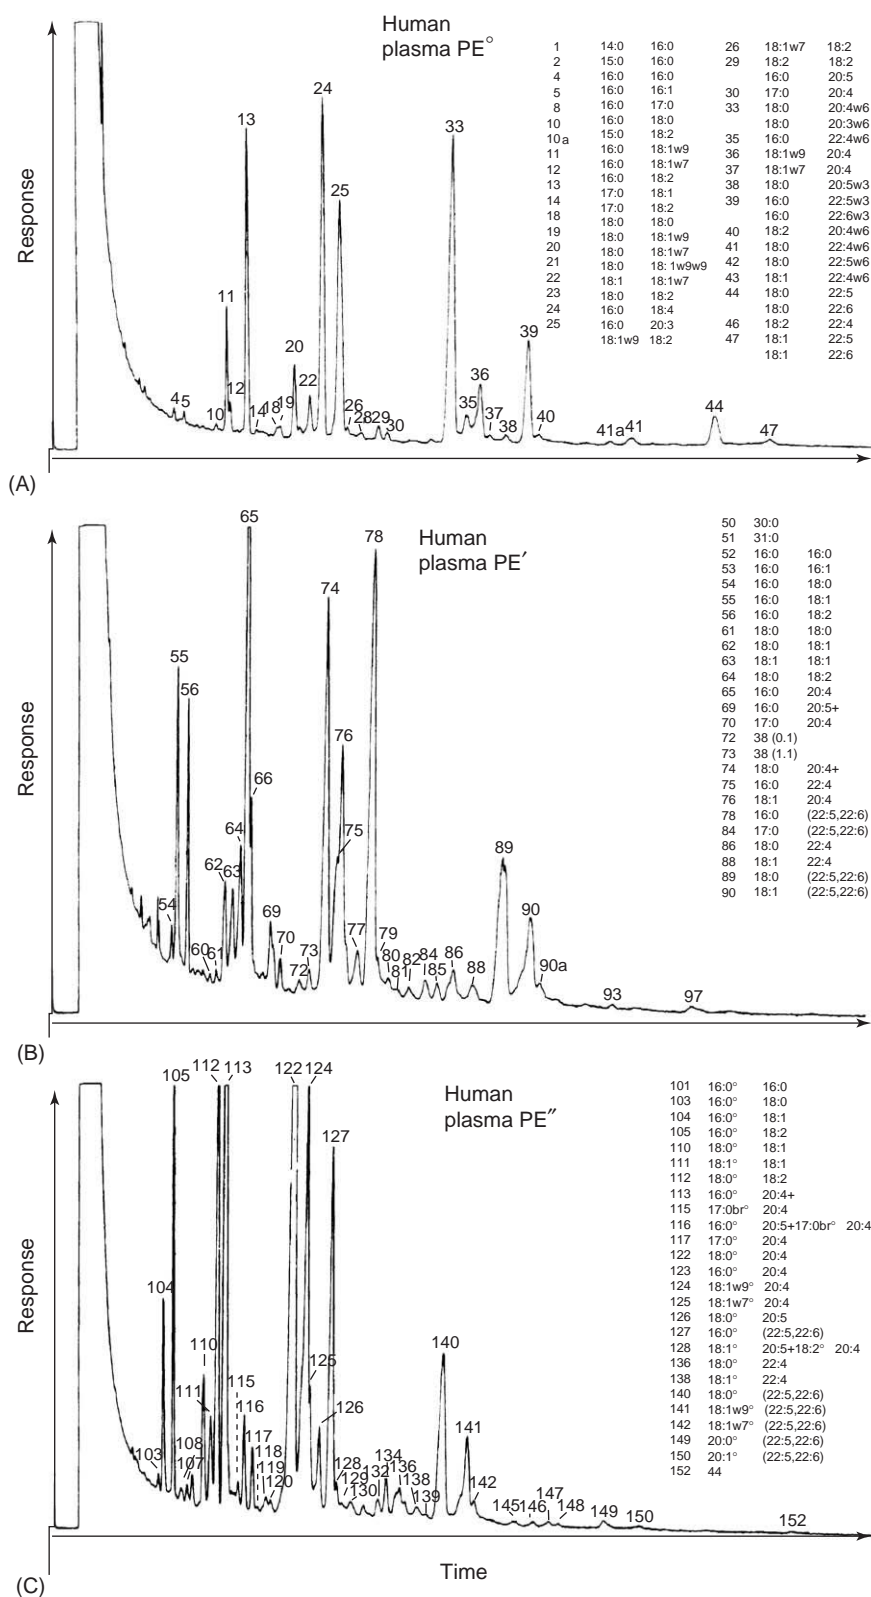 Human
plasma PE°
1 14:0 16:0
2 15:0 16:0
4 16:0 16:0
5 16:0 16:1
8 16:0 17:0
10 16:0 18:0
10a 15:0 18:2
11 16:0 18:1w9
12 16:0 18:1w7
13 16:0 18:2
14 17:0 18:1
17:0 18:2
18 18:0 18:0
19 18:0 18:1w9
20 18:0 18:1w7
21 18:0 18:1w9w9
22 18:1 18:1w7
23 18:0 18:2
24 16:0 18:4
25 16:0 20:3
18:1w9 18:2
26 18:1w7 18:2
29 18:2 18:2
16:0 20:5
30 17:0 20:4
33 18:0 20:4w6
18:0 20:3w6
35 16:0 22:4w6
36 18:1w9 20:4
37 18:1w7 20:4
38 18:0 20:5w3
39 16:0 22:5w3
16:0 22:6w3
40 18:2 20:4w6
41 18:0 22:4w6
42 18:0 22:5w6
43 18:1 22:4w6
44 18:0 22:5
18:0 22:6
46 18:2 22:4
47 18:1 22:5
18:1 22:6
Response
45 10 11 12 13 14 18 19 20 22 24 25 26 28 29 30 33 35 36 37 38 39 40 41a 41 44 47
(A)
Human
plasma PE′
50 30:0
51 31:0
52 16:0 16:0
53 16:0 16:1
54 16:0 18:0
55 16:0 18:1
56 16:0 18:2
61 18:0 18:0
62 18:0 18:1
63 18:1 18:1
64 18:0 18:2
65 16:0 20:4
69 16:0 20:5+
70 17:0 20:4
72 38 (0.1)
73 38 (1.1)
74 18:0 20:4+
75 16:0 22:4
76 18:1 20:4
78 16:0 (22:5,22:6)
84 17:0 (22:5,22:6)
86 18:0 22:4
88 18:1 22:4
89 18:0 (22:5,22:6)
90 18:1 (22:5,22:6)
Response
54 55 56 60 61 62 63 64 65 66 69 70 72 73 74 75 76 77 78 79 80 81 82 84 85 86 88 89 90 90a 93 97
(B)
Human
plasma PE″
101 16:0° 16:0
103 16:0° 18:0
104 16:0° 18:1
105 16:0° 18:2
110 18:0° 18:1
111 18:1° 18:1
112 18:0° 18:2
113 16:0° 20:4+
115 17:0br° 20:4
116 16:0° 20:5+17:0br° 20:4
117 17:0° 20:4
122 18:0° 20:4
123 16:0° 20:4
124 18:1w9° 20:4
125 18:1w7° 20:4
126 18:0° 20:5
127 16:0° (22:5,22:6)
128 18:1° 20:5+18:2° 20:4
136 18:0° 22:4
138 18:1° 22:4
140 18:0° (22:5,22:6)
141 18:1w9° (22:5,22:6)
142 18:1w7° (22:5,22:6)
149 20:0° (22:5,22:6)
150 20:1° (22:5,22:6)
152 44
Response
103 104 105 107 108 110 111 112 113 115 116 117 118 119 120 122 124 125 126 127 128 129 130 132 134 136 138 139 140 141 142 145 146 147 148 149 150 152
Time
(C)